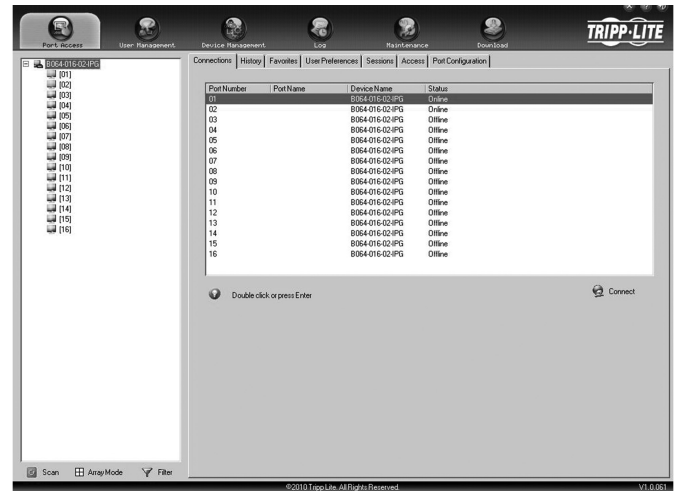 Port Access User Management Device Management Log Maintenance Download
TRIPP·LITE
B064-016-02-IPG
[01]
[02]
[03]
[04]
[05]
[06]
[07]
[08]
[09]
[10]
[11]
[12]
[13]
[14]
[15]
[16]
Connections History Favorites User Preferences Sessions Access Port Configuration
Port Number Port Name Device Name Status
01 B064-016-02-IPG Online
02 B064-016-02-IPG Online
03 B064-016-02-IPG Offline
04 B064-016-02-IPG Offline
05 B064-016-02-IPG Offline
06 B064-016-02-IPG Offline
07 B064-016-02-IPG Offline
08 B064-016-02-IPG Offline
09 B064-016-02-IPG Offline
10 B064-016-02-IPG Offline
11 B064-016-02-IPG Offline
12 B064-016-02-IPG Offline
13 B064-016-02-IPG Offline
14 B064-016-02-IPG Offline
15 B064-016-02-IPG Offline
16 B064-016-02-IPG Offline
Double click or press Enter
Connect
Scan Array Mode Filter
©2010 Tripp Lite. All Rights Reserved.
V1.0.061